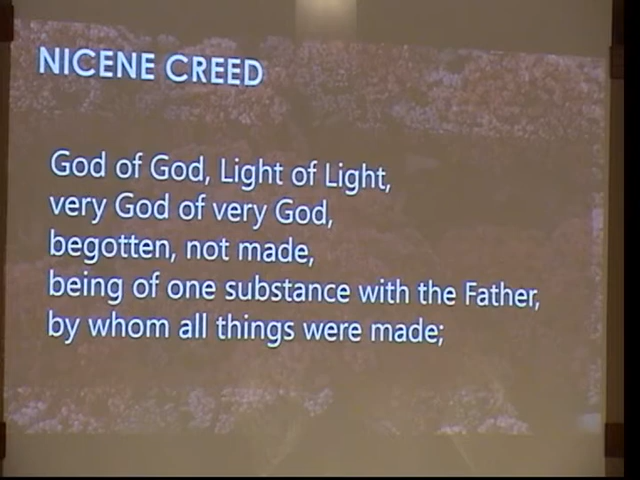 NICENE CREED
God of God, Light of Light,
very God of very God,
begotten, not made,
being of one substance with the Father,
by whom all things were made;